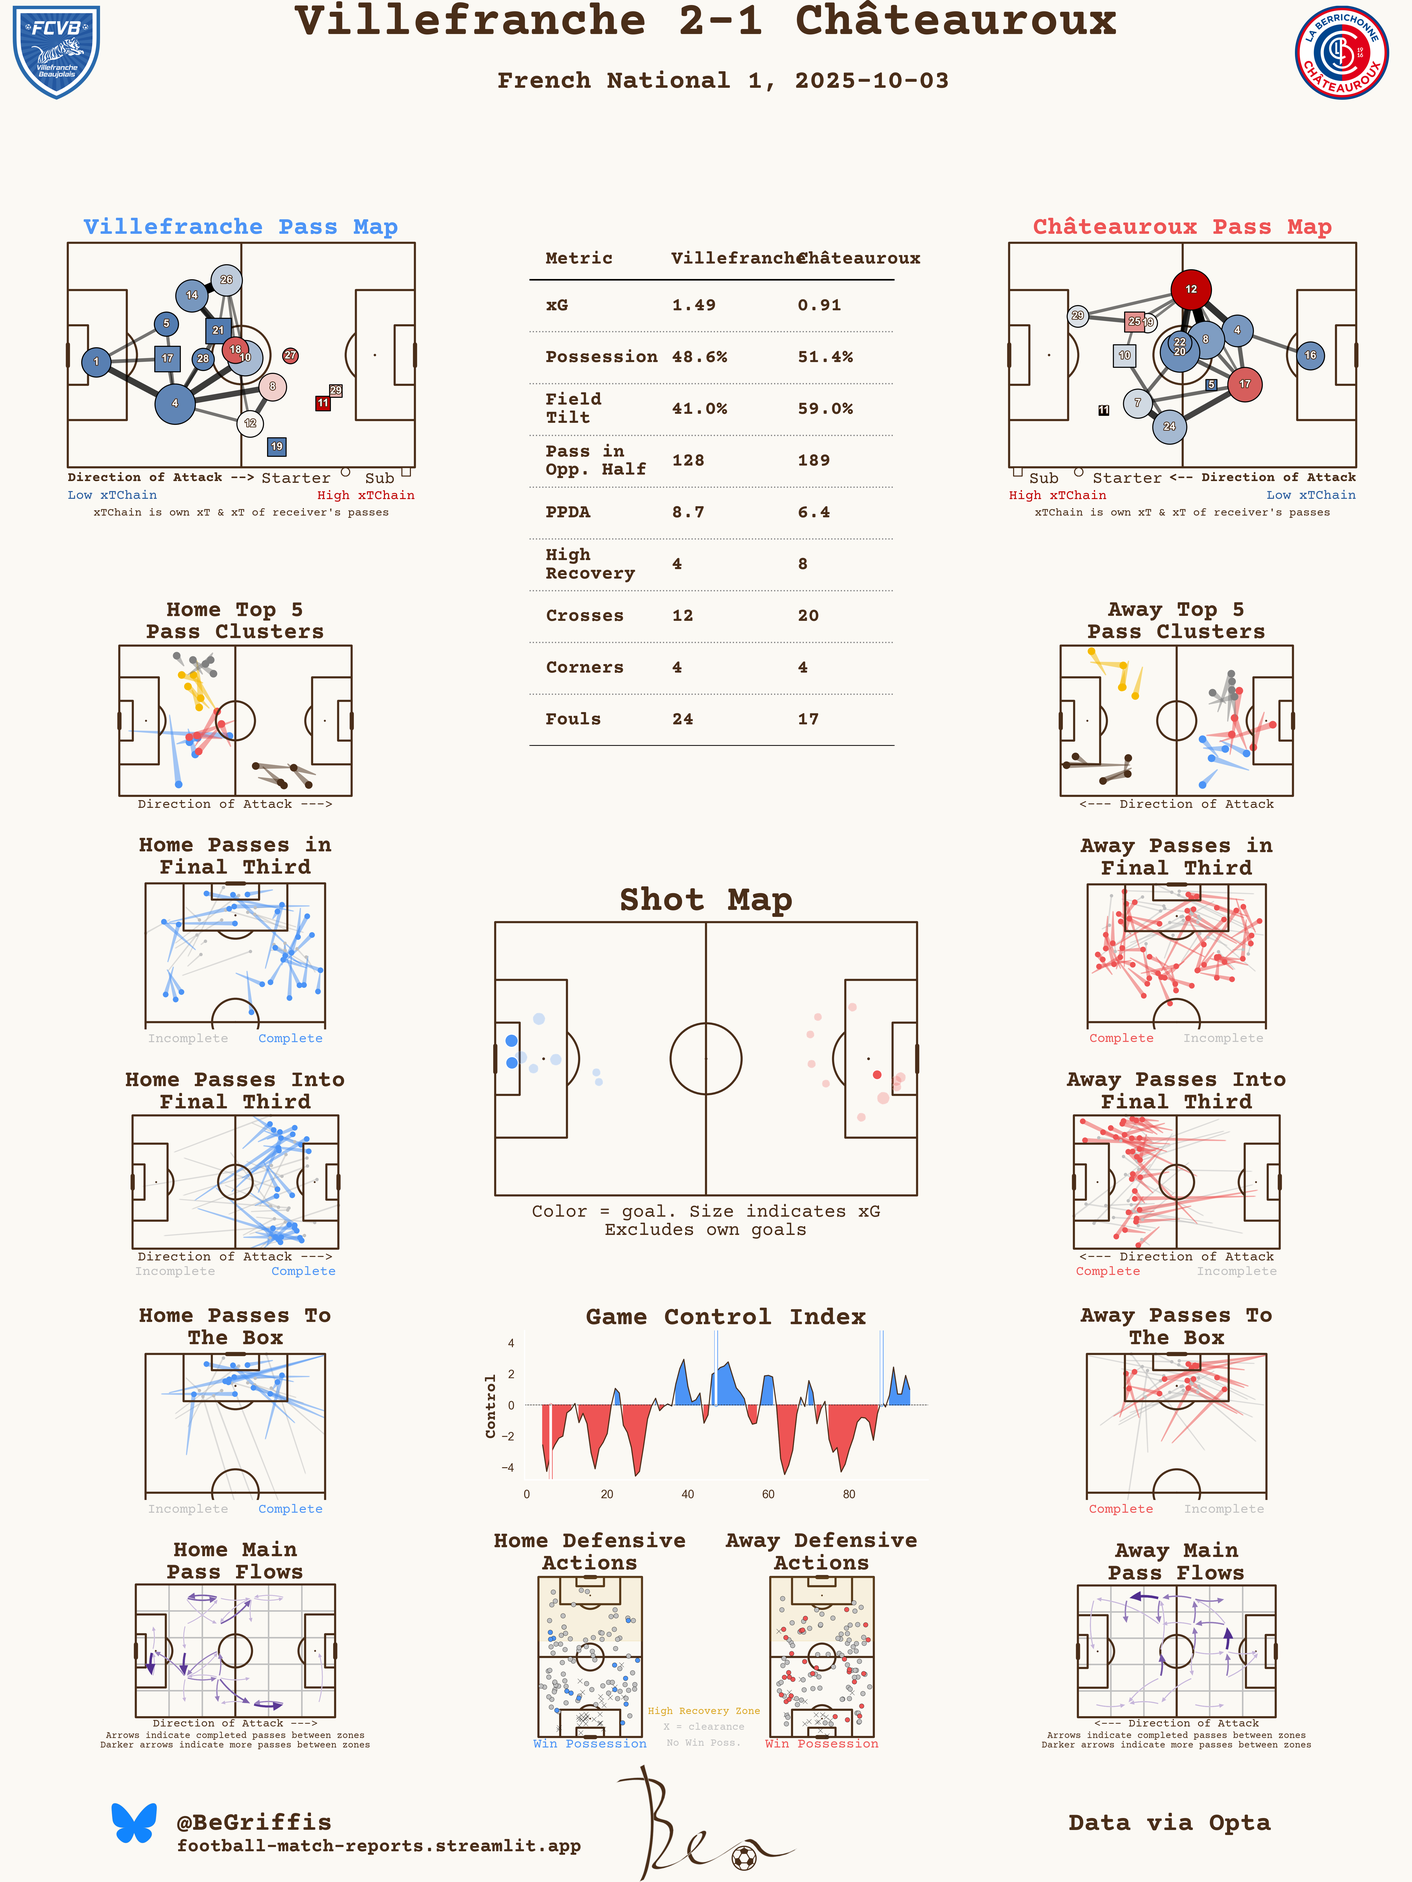 Villefranche 2-1 Châteauroux
French National 1, 2025-10-03
FCVB
Villefranche
Beaujolais
LA BERRICHONNE
CHÂTEAUROUX
Villefranche Pass Map
26
14
5
21
18
10
1
17
28
27
8
29
4
11
12
19
Direction of Attack --> Starter Sub
Low xTChain High xTChain
xTChain is own xT & xT of receiver's passes
Metric Villefranche Châteauroux
xG 1.49 0.91
Possession 48.6% 51.4%
Field
Tilt 41.0% 59.0%
Pass in
Opp. Half 128 189
PPDA 8.7 6.4
High
Recovery 4 8
Crosses 12 20
Corners 4 4
Fouls 24 17
Châteauroux Pass Map
12
29
25
19
4
22
8
20
10
16
5
17
7
11
24
Sub Starter <-- Direction of Attack
High xTChain Low xTChain
xTChain is own xT & xT of receiver's passes
Home Top 5
Pass Clusters
Direction of Attack --->
Away Top 5
Pass Clusters
<--- Direction of Attack
Home Passes in
Final Third
Incomplete Complete
Away Passes in
Final Third
Complete Incomplete
Shot Map
Color = goal. Size indicates xG
Excludes own goals
Home Passes Into
Final Third
Direction of Attack --->
Incomplete Complete
Away Passes Into
Final Third
<--- Direction of Attack
Complete Incomplete
Home Passes To
The Box
Incomplete Complete
Game Control Index
Control
4
2
0
−2
−4
0 20 40 60 80
Away Passes To
The Box
Complete Incomplete
Home Main
Pass Flows
Direction of Attack --->
Arrows indicate completed passes between zones
Darker arrows indicate more passes between zones
Home Defensive
Actions
Win Possession
Away Defensive
Actions
Win Possession
High Recovery Zone
X = clearance
No Win Poss.
Away Main
Pass Flows
<--- Direction of Attack
Arrows indicate completed passes between zones
Darker arrows indicate more passes between zones
@BeGriffis
football-match-reports.streamlit.app
Ben
Data via Opta